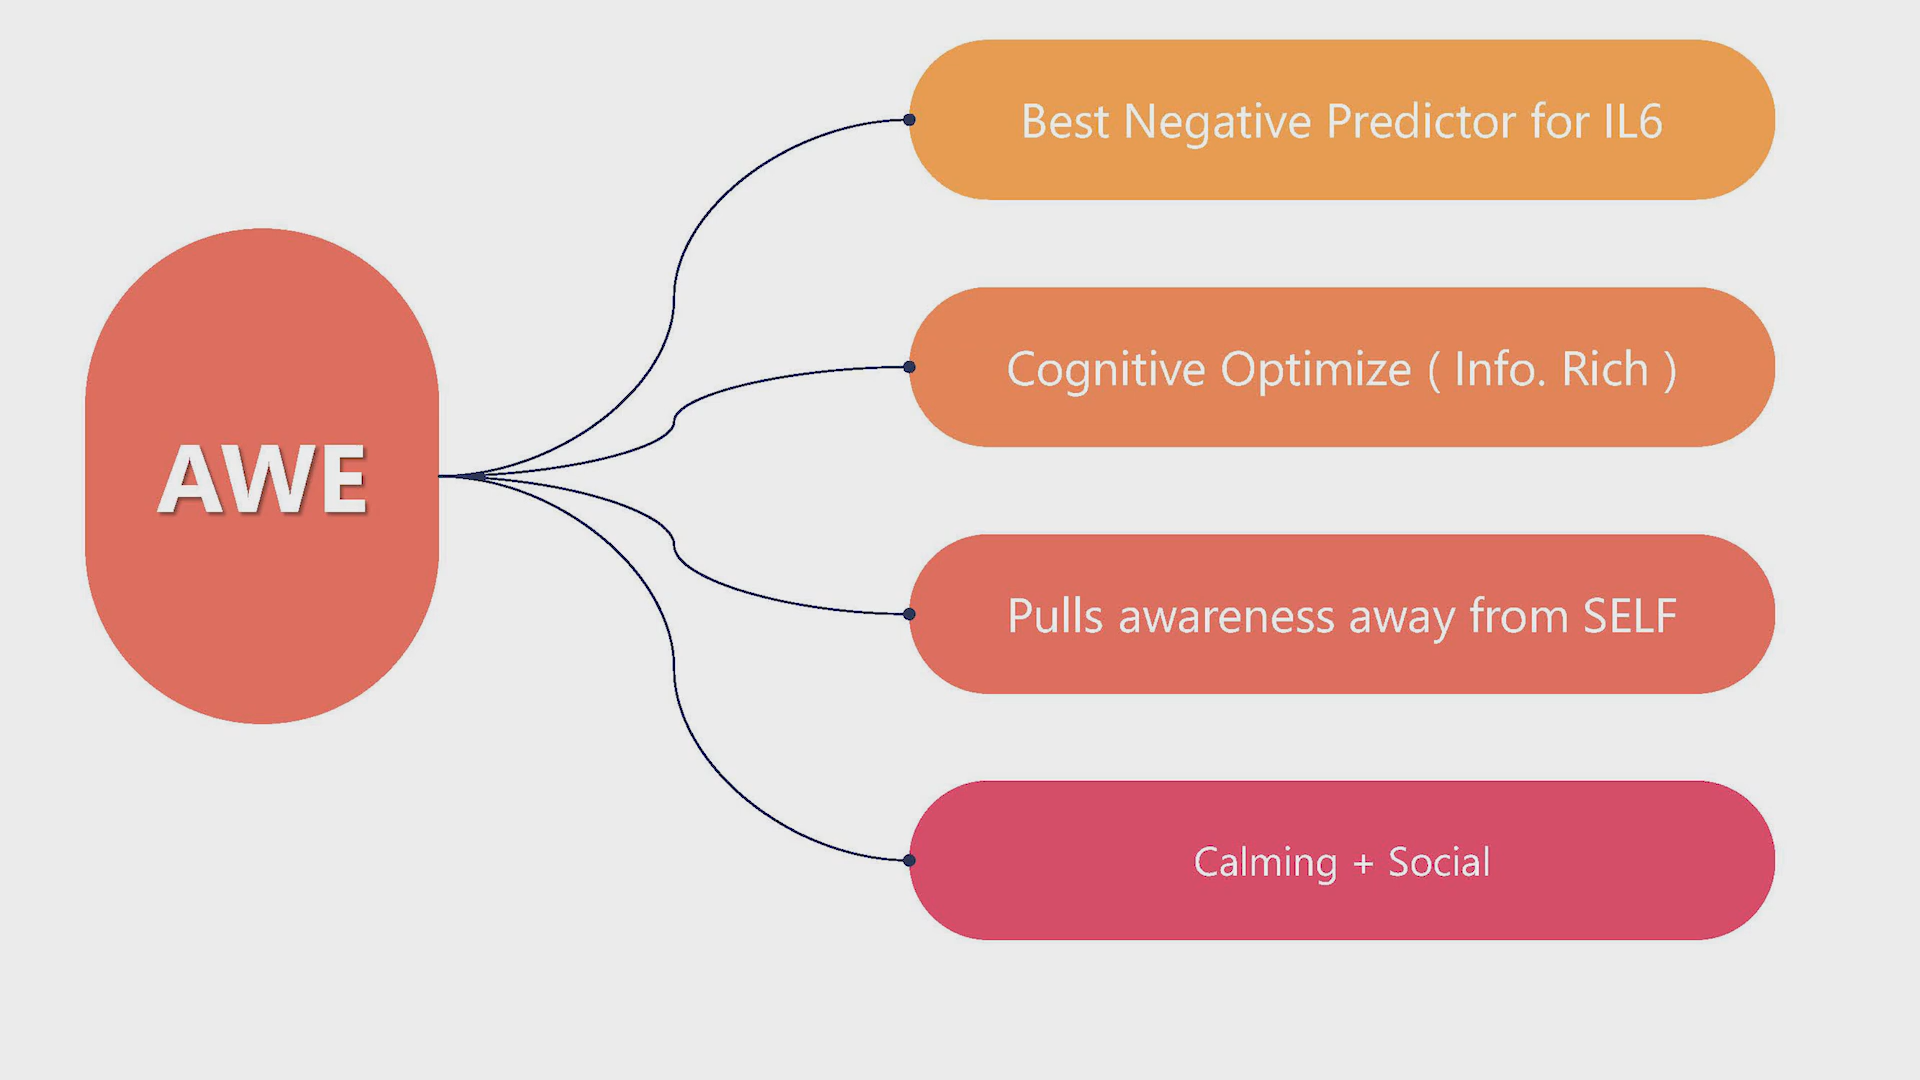 AWE
Best Negative Predictor for IL6
Cognitive Optimize ( Info. Rich )
Pulls awareness away from SELF
Calming + Social